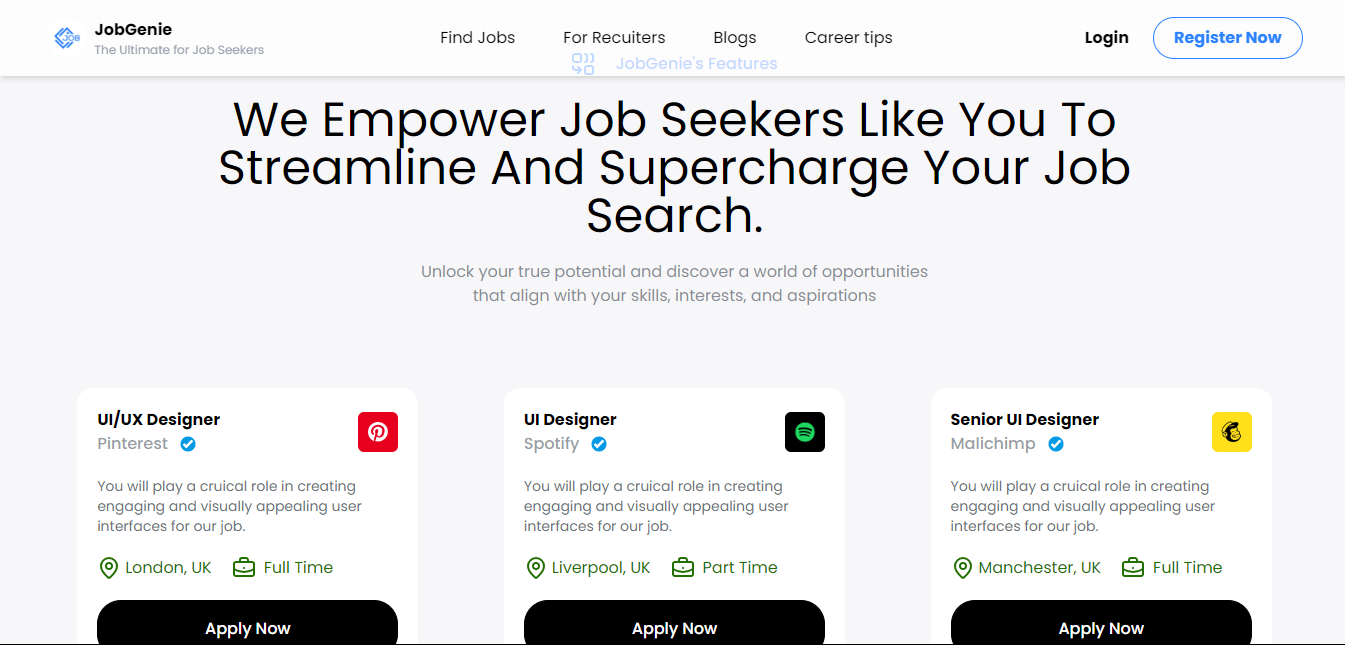 JobGenie
The Ultimate for Job Seekers
Find Jobs
For Recuiters
Blogs
Career tips
Login
Register Now
JobGenie's Features
We Empower Job Seekers Like You To
Streamline And Supercharge Your Job
Search.
Unlock your true potential and discover a world of opportunities
that align with your skills, interests, and aspirations
UI/UX Designer
Pinterest
You will play a cruical role in creating
engaging and visually appealing user
interfaces for our job.
London, UK
Full Time
Apply Now
UI Designer
Spotify
You will play a cruical role in creating
engaging and visually appealing user
interfaces for our job.
Liverpool, UK
Part Time
Apply Now
Senior UI Designer
Malichimp
You will play a cruical role in creating
engaging and visually appealing user
interfaces for our job.
Manchester, UK
Full Time
Apply Now